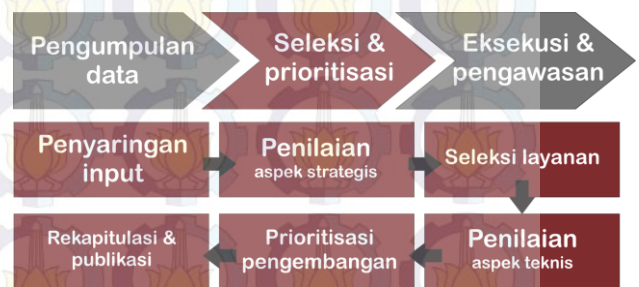 Pengumpulan
data
Seleksi &
prioritisasi
Eksekusi &
pengawasan
Penyaringan
input
Penilaian
aspek strategis
Seleksi layanan
Penilaian
aspek teknis
Prioritisasi
pengembangan
Rekapitulasi &
publikasi